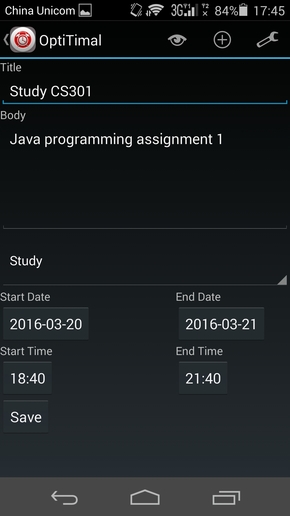 China Unicom 3G 84% 17:45
OptiTimal
Title
Study CS301
Body
Java programming assignment 1
Study
Start Date End Date
2016-03-20 2016-03-21
Start Time End Time
18:40 21:40
Save